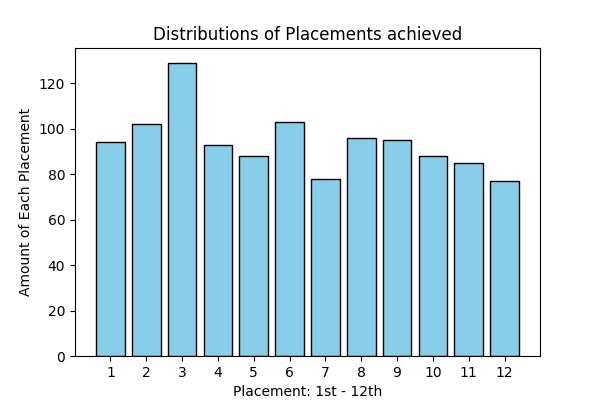 Distributions of Placements achieved
Amount of Each Placement
120
100
80
60
40
20
0
1 2 3 4 5 6 7 8 9 10 11 12
Placement: 1st - 12th